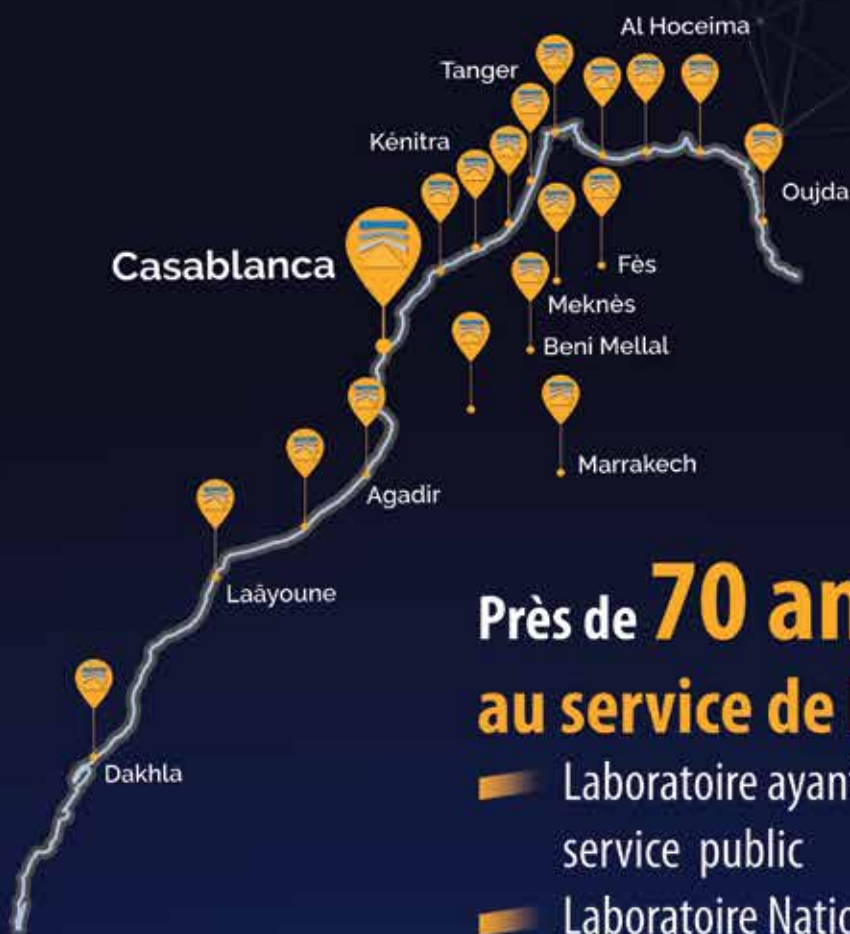 Al Hoceima
Tanger
Kénitra
Oujda
Casablanca
Fès
Meknès
Beni Mellal
Marrakech
Agadir
Laâyoune
Dakhla
Près de 70 an
au service de
Laboratoire ayant
service public
Laboratoire Natio